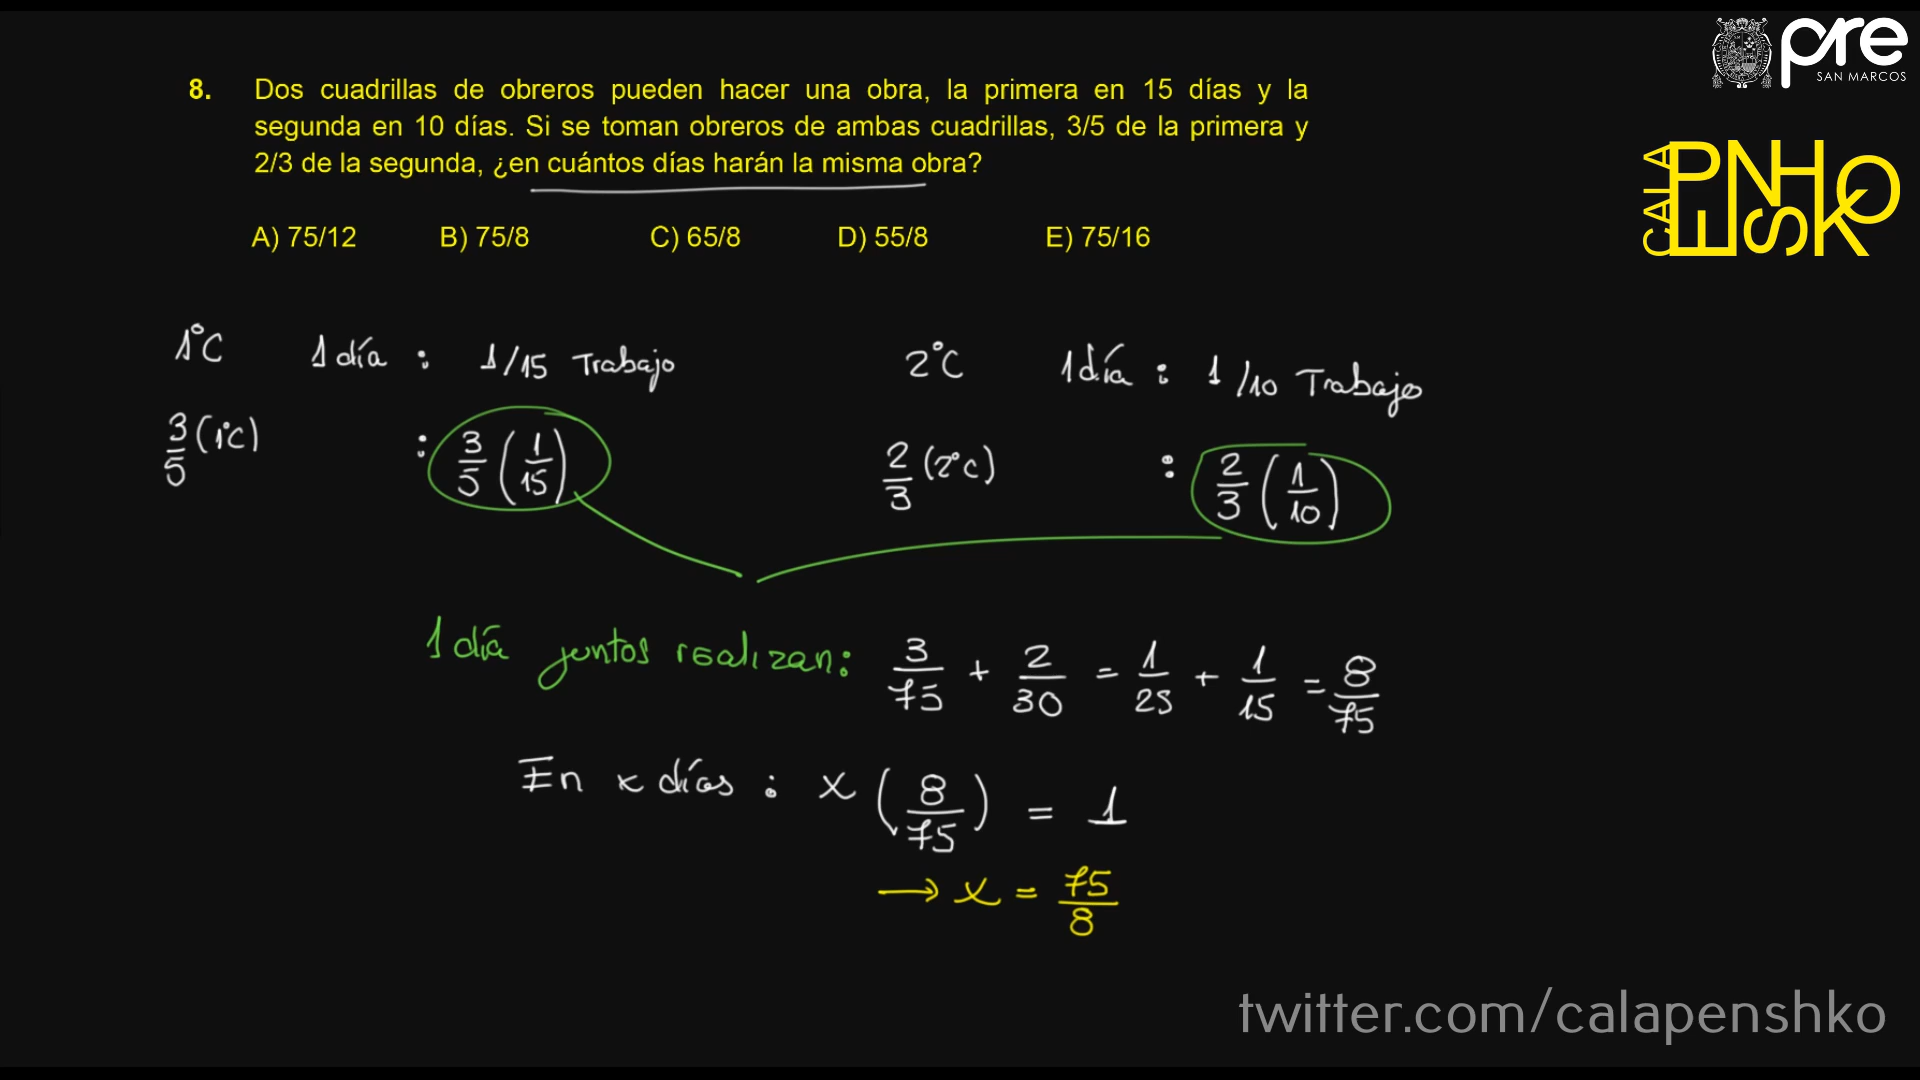 pre
SAN MARCOS
CALA
PENSHKO
8. Dos cuadrillas de obreros pueden hacer una obra, la primera en 15 días y la
segunda en 10 días. Si se toman obreros de ambas cuadrillas, 3/5 de la primera y
2/3 de la segunda, ¿en cuántos días harán la misma obra?
A) 75/12 B) 75/8 C) 65/8 D) 55/8 E) 75/16
1°C 1 día : 1/15 Trabajo 2°C 1 día : 1/10 Trabajo
3/5 (1°C) : 3/5 (1/15) 2/3 (2°C) : 2/3 (1/10)
1 día juntos realizan: 3/75 + 2/30 = 1/25 + 1/15 = 8/75
En x días : x (8/75) = 1
→ x = 75/8
twitter.com/calapenshko